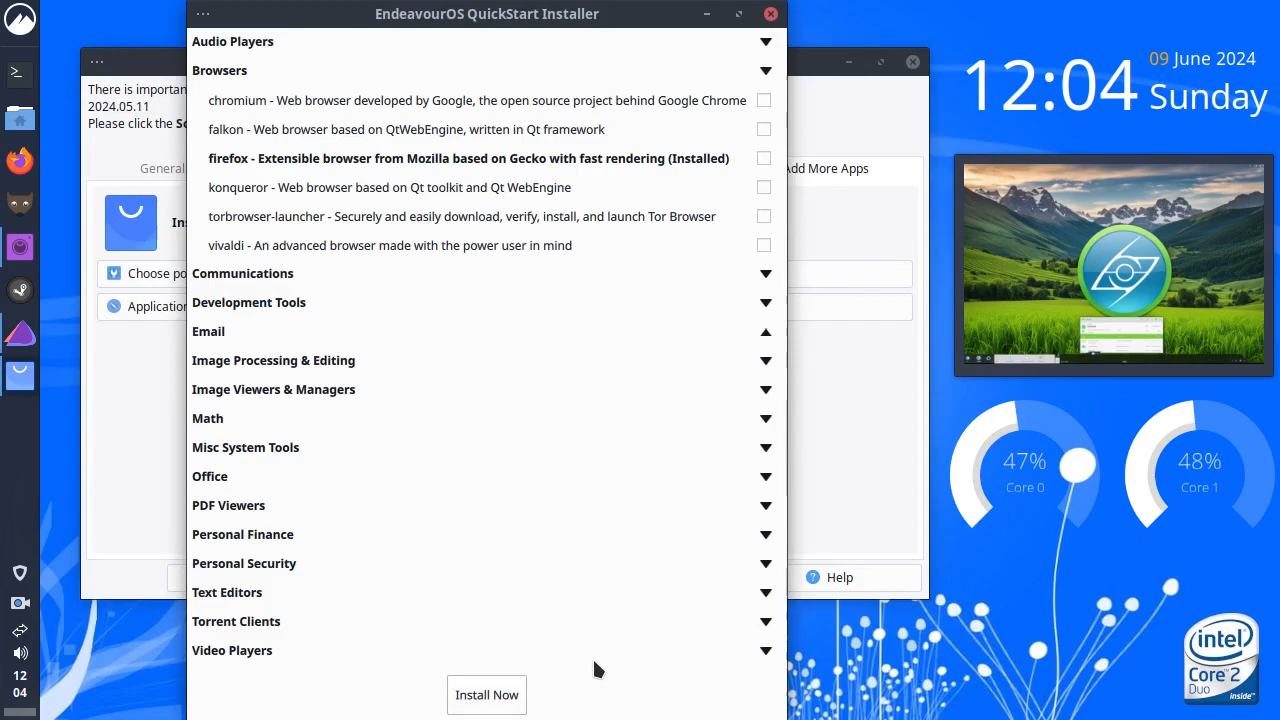 EndeavourOS QuickStart Installer
Audio Players
Browsers
chromium - Web browser developed by Google, the open source project behind Google Chrome
falkon - Web browser based on QtWebEngine, written in Qt framework
firefox - Extensible browser from Mozilla based on Gecko with fast rendering (Installed)
konqueror - Web browser based on Qt toolkit and Qt WebEngine
torbrowser-launcher - Securely and easily download, verify, install, and launch Tor Browser
vivaldi - An advanced browser made with the power user in mind
Communications
Development Tools
Email
Image Processing & Editing
Image Viewers & Managers
Math
Misc System Tools
Office
PDF Viewers
Personal Finance
Personal Security
Text Editors
Torrent Clients
Video Players
Install Now
There is importan
2024.05.11
Please click the Sc
General
Add More Apps
Ins
Choose po
Application
Help
12:04
09 June 2024
Sunday
47%
Core 0
48%
Core 1
intel
Core™2
Duo
inside™
12
04